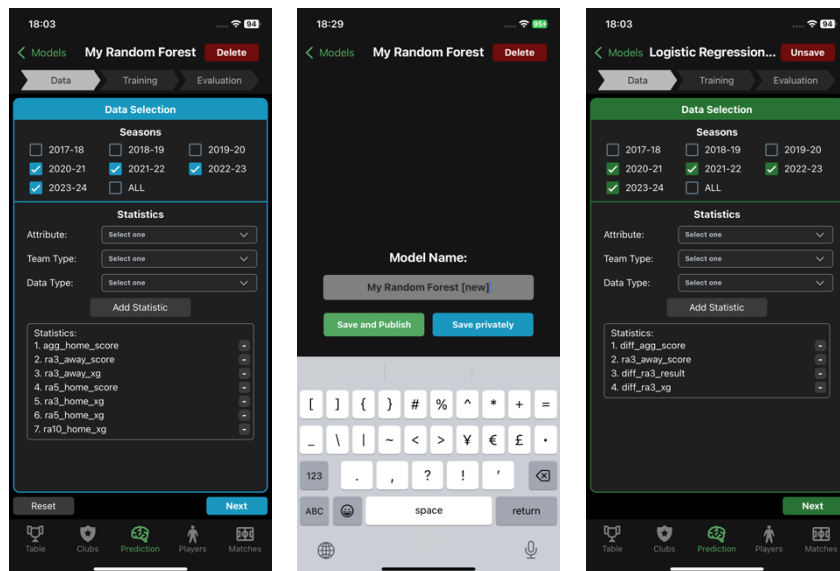 18:03
94
Models
My Random Forest
Delete
Data
Training
Evaluation
Data Selection
Seasons
2017-18
2018-19
2019-20
2020-21
2021-22
2022-23
2023-24
ALL
Statistics
Attribute:
Select one
Team Type:
Select one
Data Type:
Select one
Add Statistic
Statistics:
1. agg_home_score
-
2. ra3_away_score
-
3. ra3_away_xg
-
4. ra5_home_score
-
5. ra3_home_xg
-
6. ra5_home_xg
-
7. ra10_home_xg
-
Reset
Next
Table
Clubs
Prediction
Players
Matches
18:29
95
Models
My Random Forest
Delete
Model Name:
My Random Forest [new]
Save and Publish
Save privately
[ ] { } # % ^ * + =
_ \ | ~ < > ¥ € £ •
123 . , ? ! '
ABC space return
18:03
94
Models
Logistic Regression...
Unsave
Data
Training
Evaluation
Data Selection
Seasons
2017-18
2018-19
2019-20
2020-21
2021-22
2022-23
2023-24
ALL
Statistics
Attribute:
Select one
Team Type:
Select one
Data Type:
Select one
Add Statistic
Statistics:
1. diff_agg_score
-
2. ra3_away_score
-
3. diff_ra3_result
-
4. diff_ra3_xg
-
Next
Table
Clubs
Prediction
Players
Matches